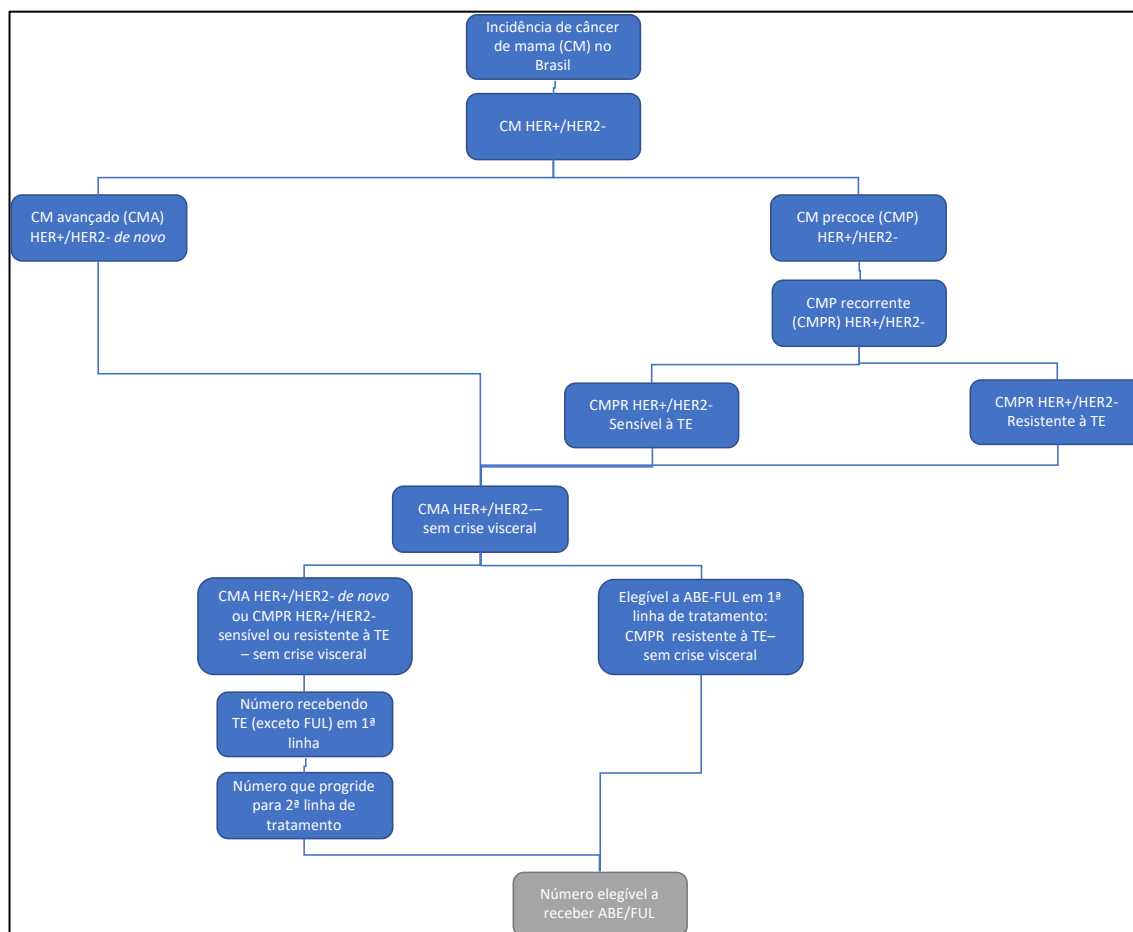 Incidência de câncer
de mama (CM) no
Brasil
CM HER+/HER2-
CM avançado (CMA)
HER+/HER2- de novo
CM precoce (CMP)
HER+/HER2-
CMP recorrente
(CMPR) HER+/HER2-
CMPR HER+/HER2-
Sensível à TE
CMPR HER+/HER2-
Resistente à TE
CMA HER+/HER2-–
sem crise visceral
CMA HER+/HER2- de novo
ou CMPR HER+/HER2-
sensível ou resistente à TE
– sem crise visceral
Elegível a ABE-FUL em 1ª
linha de tratamento:
CMPR resistente à TE–
sem crise visceral
Número recebendo
TE (exceto FUL) em 1ª
linha
Número que progride
para 2ª linha de
tratamento
Número elegível a
receber ABE/FUL